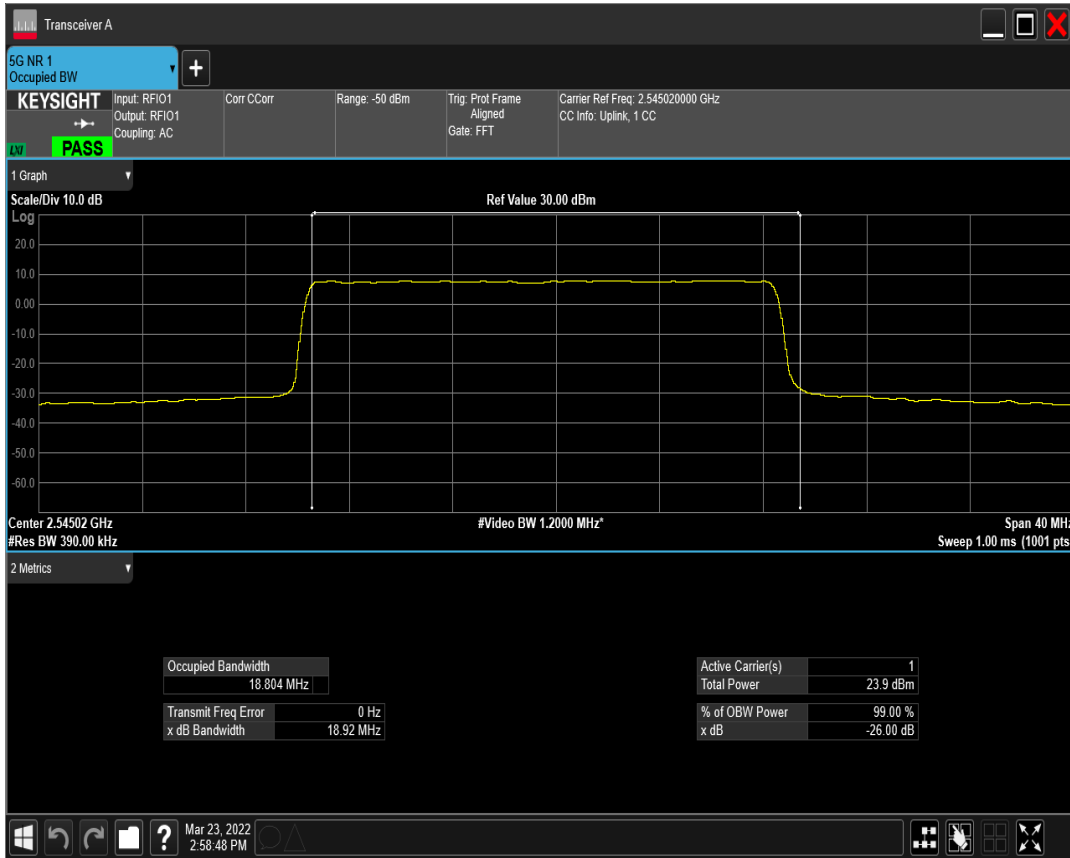 Transceiver A
5G NR 1
Occupied BW
KEYSIGHT
LXI
PASS
Input: RFIO1
Output: RFIO1
Coupling: AC
Corr CCorr
Range: -50 dBm
Trig: Prot Frame
Aligned
Gate: FFT
Carrier Ref Freq: 2.545020000 GHz
CC Info: Uplink, 1 CC
1 Graph
Scale/Div 10.0 dB
Ref Value 30.00 dBm
Log
20.0
10.0
0.00
-10.0
-20.0
-30.0
-40.0
-50.0
-60.0
Center 2.54502 GHz
#Video BW 1.2000 MHz*
Span 40 MHz
#Res BW 390.00 kHz
Sweep 1.00 ms (1001 pts
2 Metrics
Occupied Bandwidth
18.804 MHz
Transmit Freq Error 0 Hz
x dB Bandwidth 18.92 MHz
Active Carrier(s) 1
Total Power 23.9 dBm
% of OBW Power 99.00 %
x dB -26.00 dB
Mar 23, 2022
2:58:48 PM